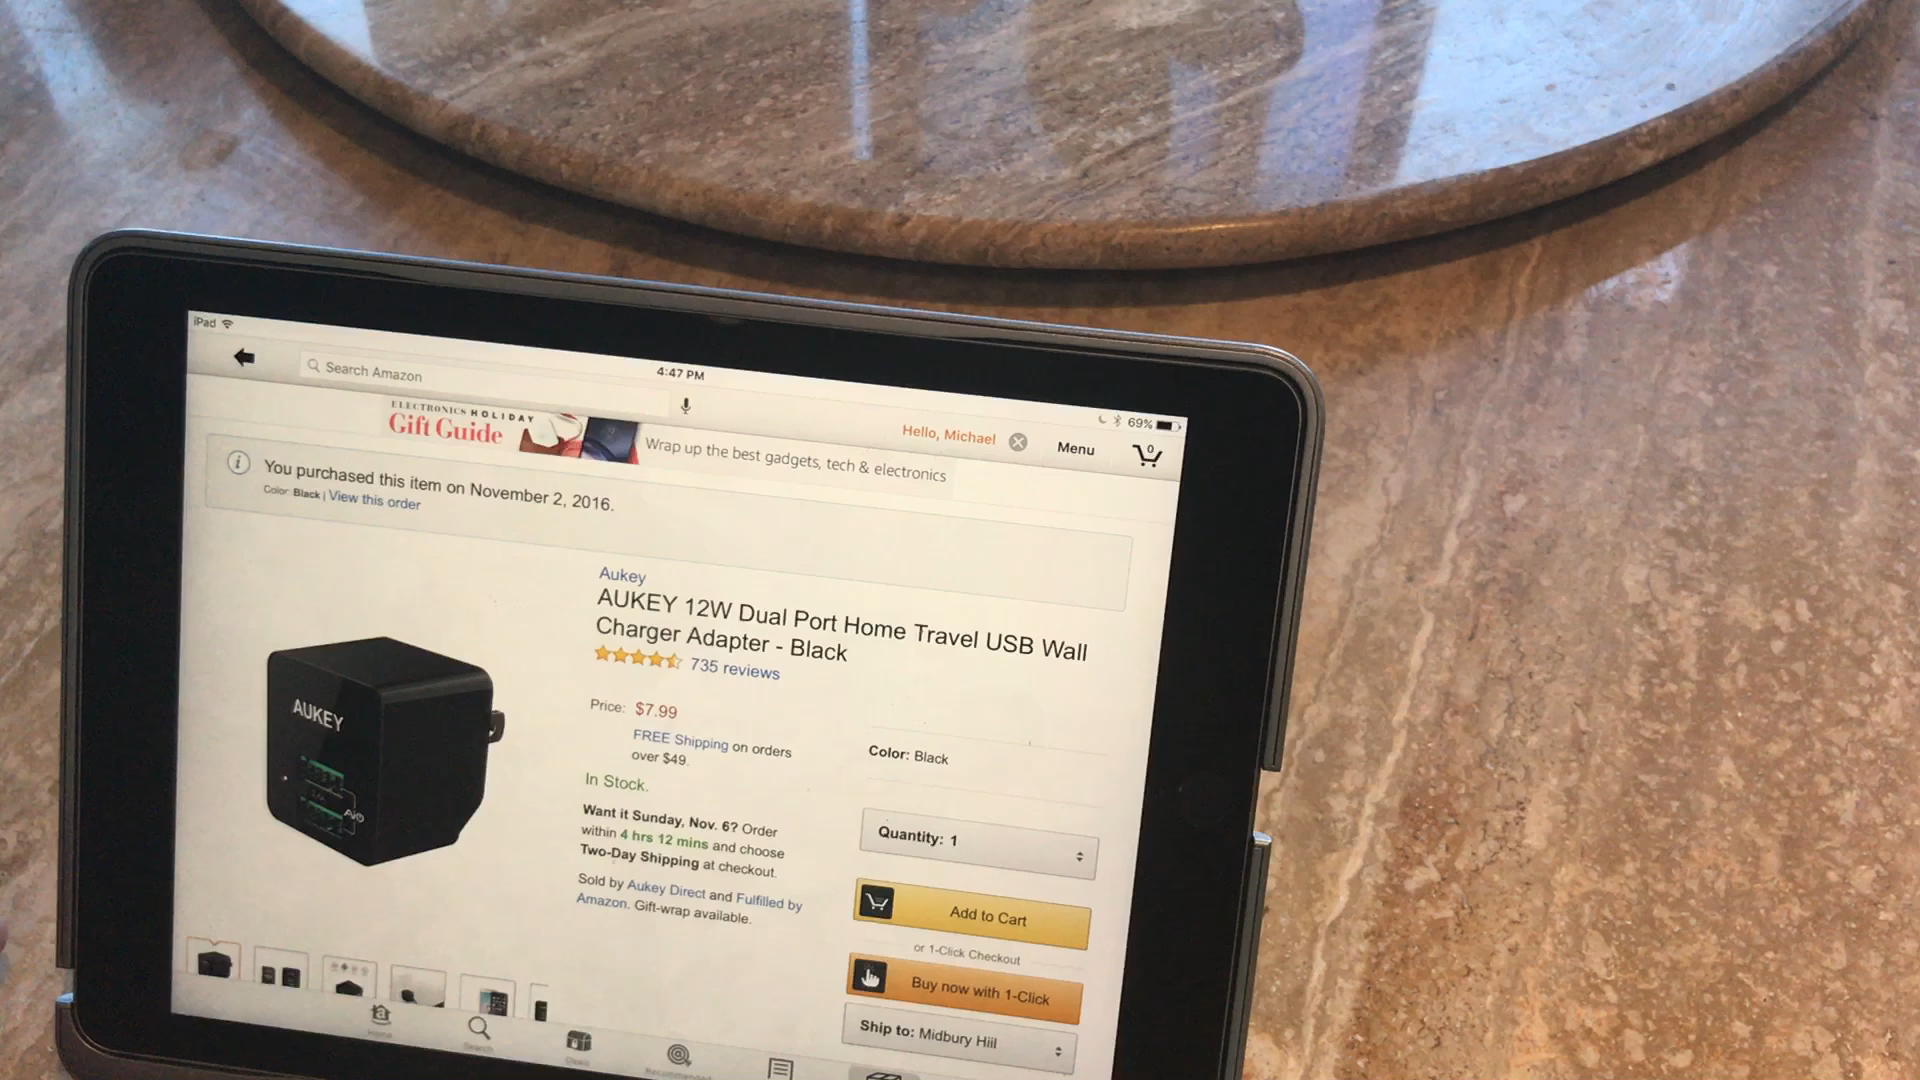 iPad
4:47 PM
69%
Search Amazon
Hello, Michael
Menu
0
ELECTRONICS HOLIDAY
Gift Guide
Wrap up the best gadgets, tech & electronics
You purchased this item on November 2, 2016.
Color: Black | View this order
Aukey
AUKEY 12W Dual Port Home Travel USB Wall
Charger Adapter - Black
735 reviews
AUKEY
Price: $7.99
FREE Shipping on orders
over $49.
In Stock.
Want it Sunday, Nov. 6? Order
within 4 hrs 12 mins and choose
Two-Day Shipping at checkout.
Sold by Aukey Direct and Fulfilled by
Amazon. Gift-wrap available.
Color: Black
Quantity: 1
Add to Cart
or 1-Click Checkout
Buy now with 1-Click
Ship to: Midbury Hill
Home
Search
Deals
Recommended